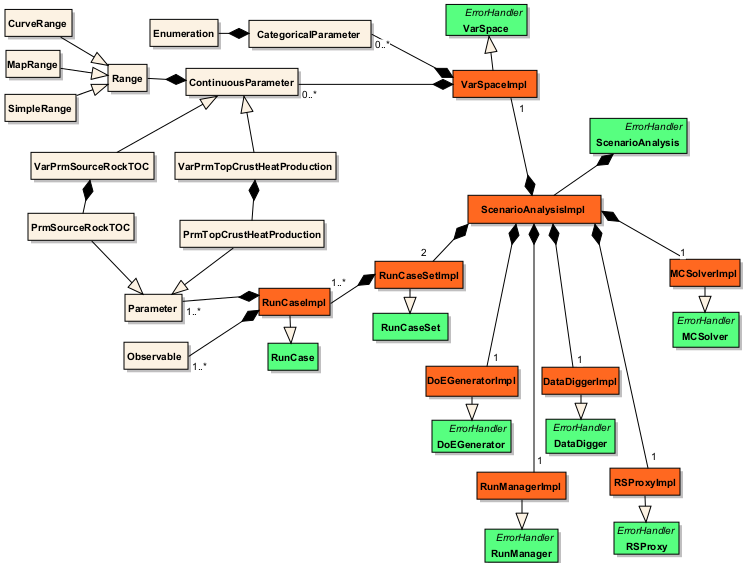 ErrorHandler
VarSpace
CurveRange
Enumeration
CategoricalParameter
0..*
MapRange
Range
ContinuousParameter
0..*
VarSpaceImpl
1
SimpleRange
ErrorHandler
ScenarioAnalysis
VarPrmSourceRockTOC
VarPrmTopCrustHeatProduction
ScenarioAnalysisImpl
PrmSourceRockTOC
PrmTopCrustHeatProduction
2
1
1..*
RunCaseSetImpl
MCSolverImpl
Parameter
1..*
RunCaseImpl
RunCaseSet
ErrorHandler
MCSolver
Observable
1..*
RunCase
1
1
DoEGeneratorImpl
DataDiggerImpl
ErrorHandler
DoEGenerator
ErrorHandler
DataDigger
1
1
RunManagerImpl
RSProxyImpl
ErrorHandler
RunManager
ErrorHandler
RSProxy